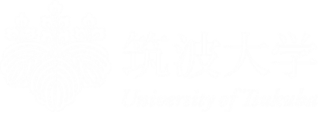 筑波大学
University of Tsukuba